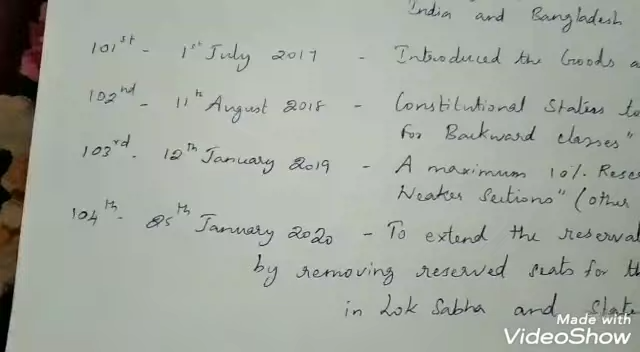 India and Bangladesh
101st - 1st July 2017 - Introduced the Goods a
102nd - 11th August 2018 - Constitutional States to
For Backward classes"
103rd - 12th January 2019 - A maximum 10% Rese
Weaker Sections" (other
104th - 25th January 2020 - To extend the reserva
by removing reserved seats for th
in Lok Sabha and State
Made with
VideoShow